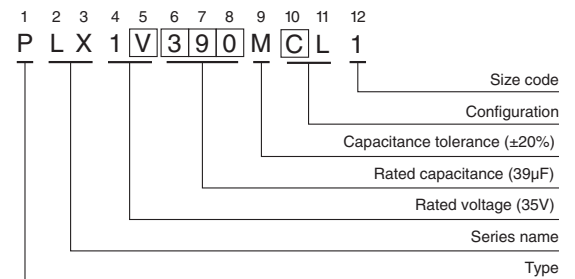 1 2 3 4 5 6 7 8 9 10 11 12
P L X 1 V 3 9 0 M C L 1
Size code
Configuration
Capacitance tolerance (±20%)
Rated capacitance (39µF)
Rated voltage (35V)
Series name
Type